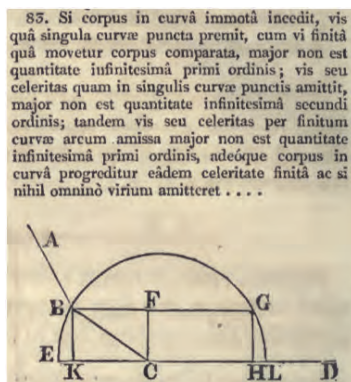 83. Si corpus in curvâ immotâ incedit, vis
quâ singula curvæ puncta premit, cum vi finitâ
quâ movetur corpus comparata, major non est
quantitate infinitesimâ primi ordinis; vis seu
celeritas quam in singulis curvæ punctis amittit,
major non est quantitate infinitesimâ secundi
ordinis; tandem vis seu celeritas per finitum
curvæ arcum amissa major non est quantitate
infinitesimâ primi ordinis, adeóque corpus in
curvâ progreditur eâdem celeritate finitâ ac si
nihil omninò virium amitteret . . . .
A
B F G
E K C H L D